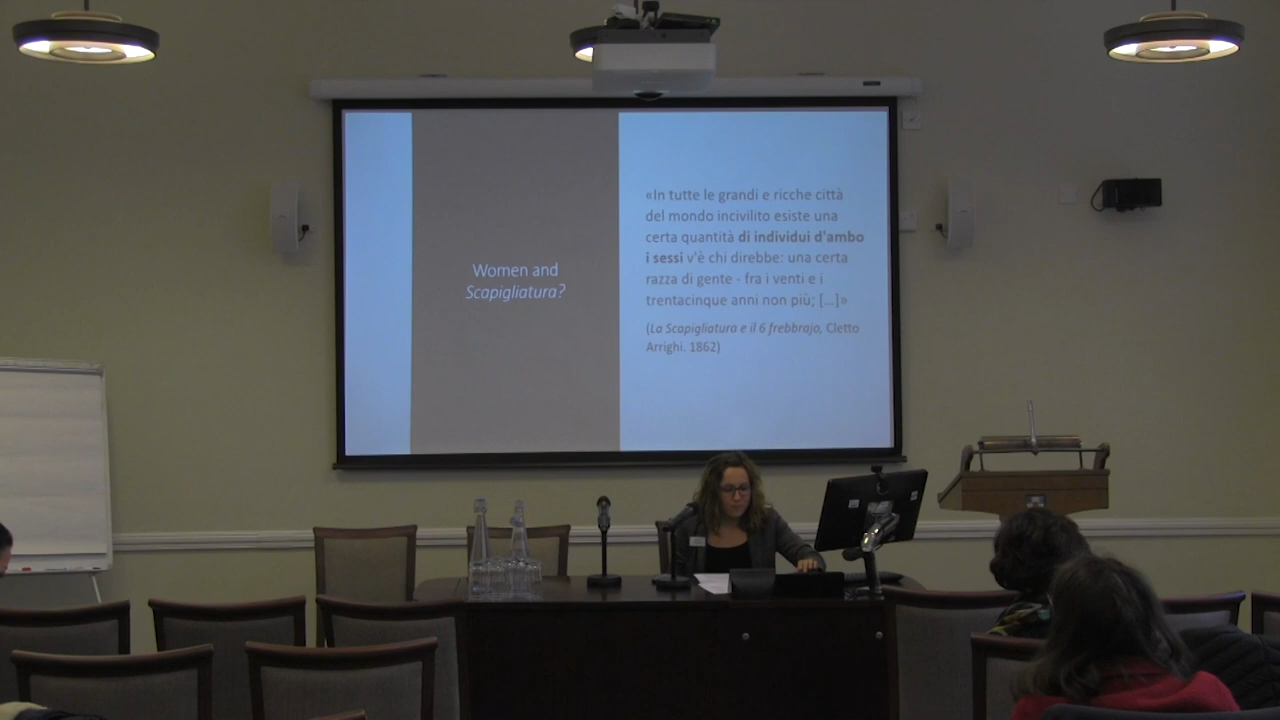 Women and
Scapigliatura?
«In tutte le grandi e ricche città
del mondo incivilito esiste una
certa quantità di individui d'ambo
i sessi v'è chi direbbe: una certa
razza di gente - fra i venti e i
trentacinque anni non più; [...]»
(La Scapigliatura e il 6 frebbrajo, Cletto
Arrighi. 1862)